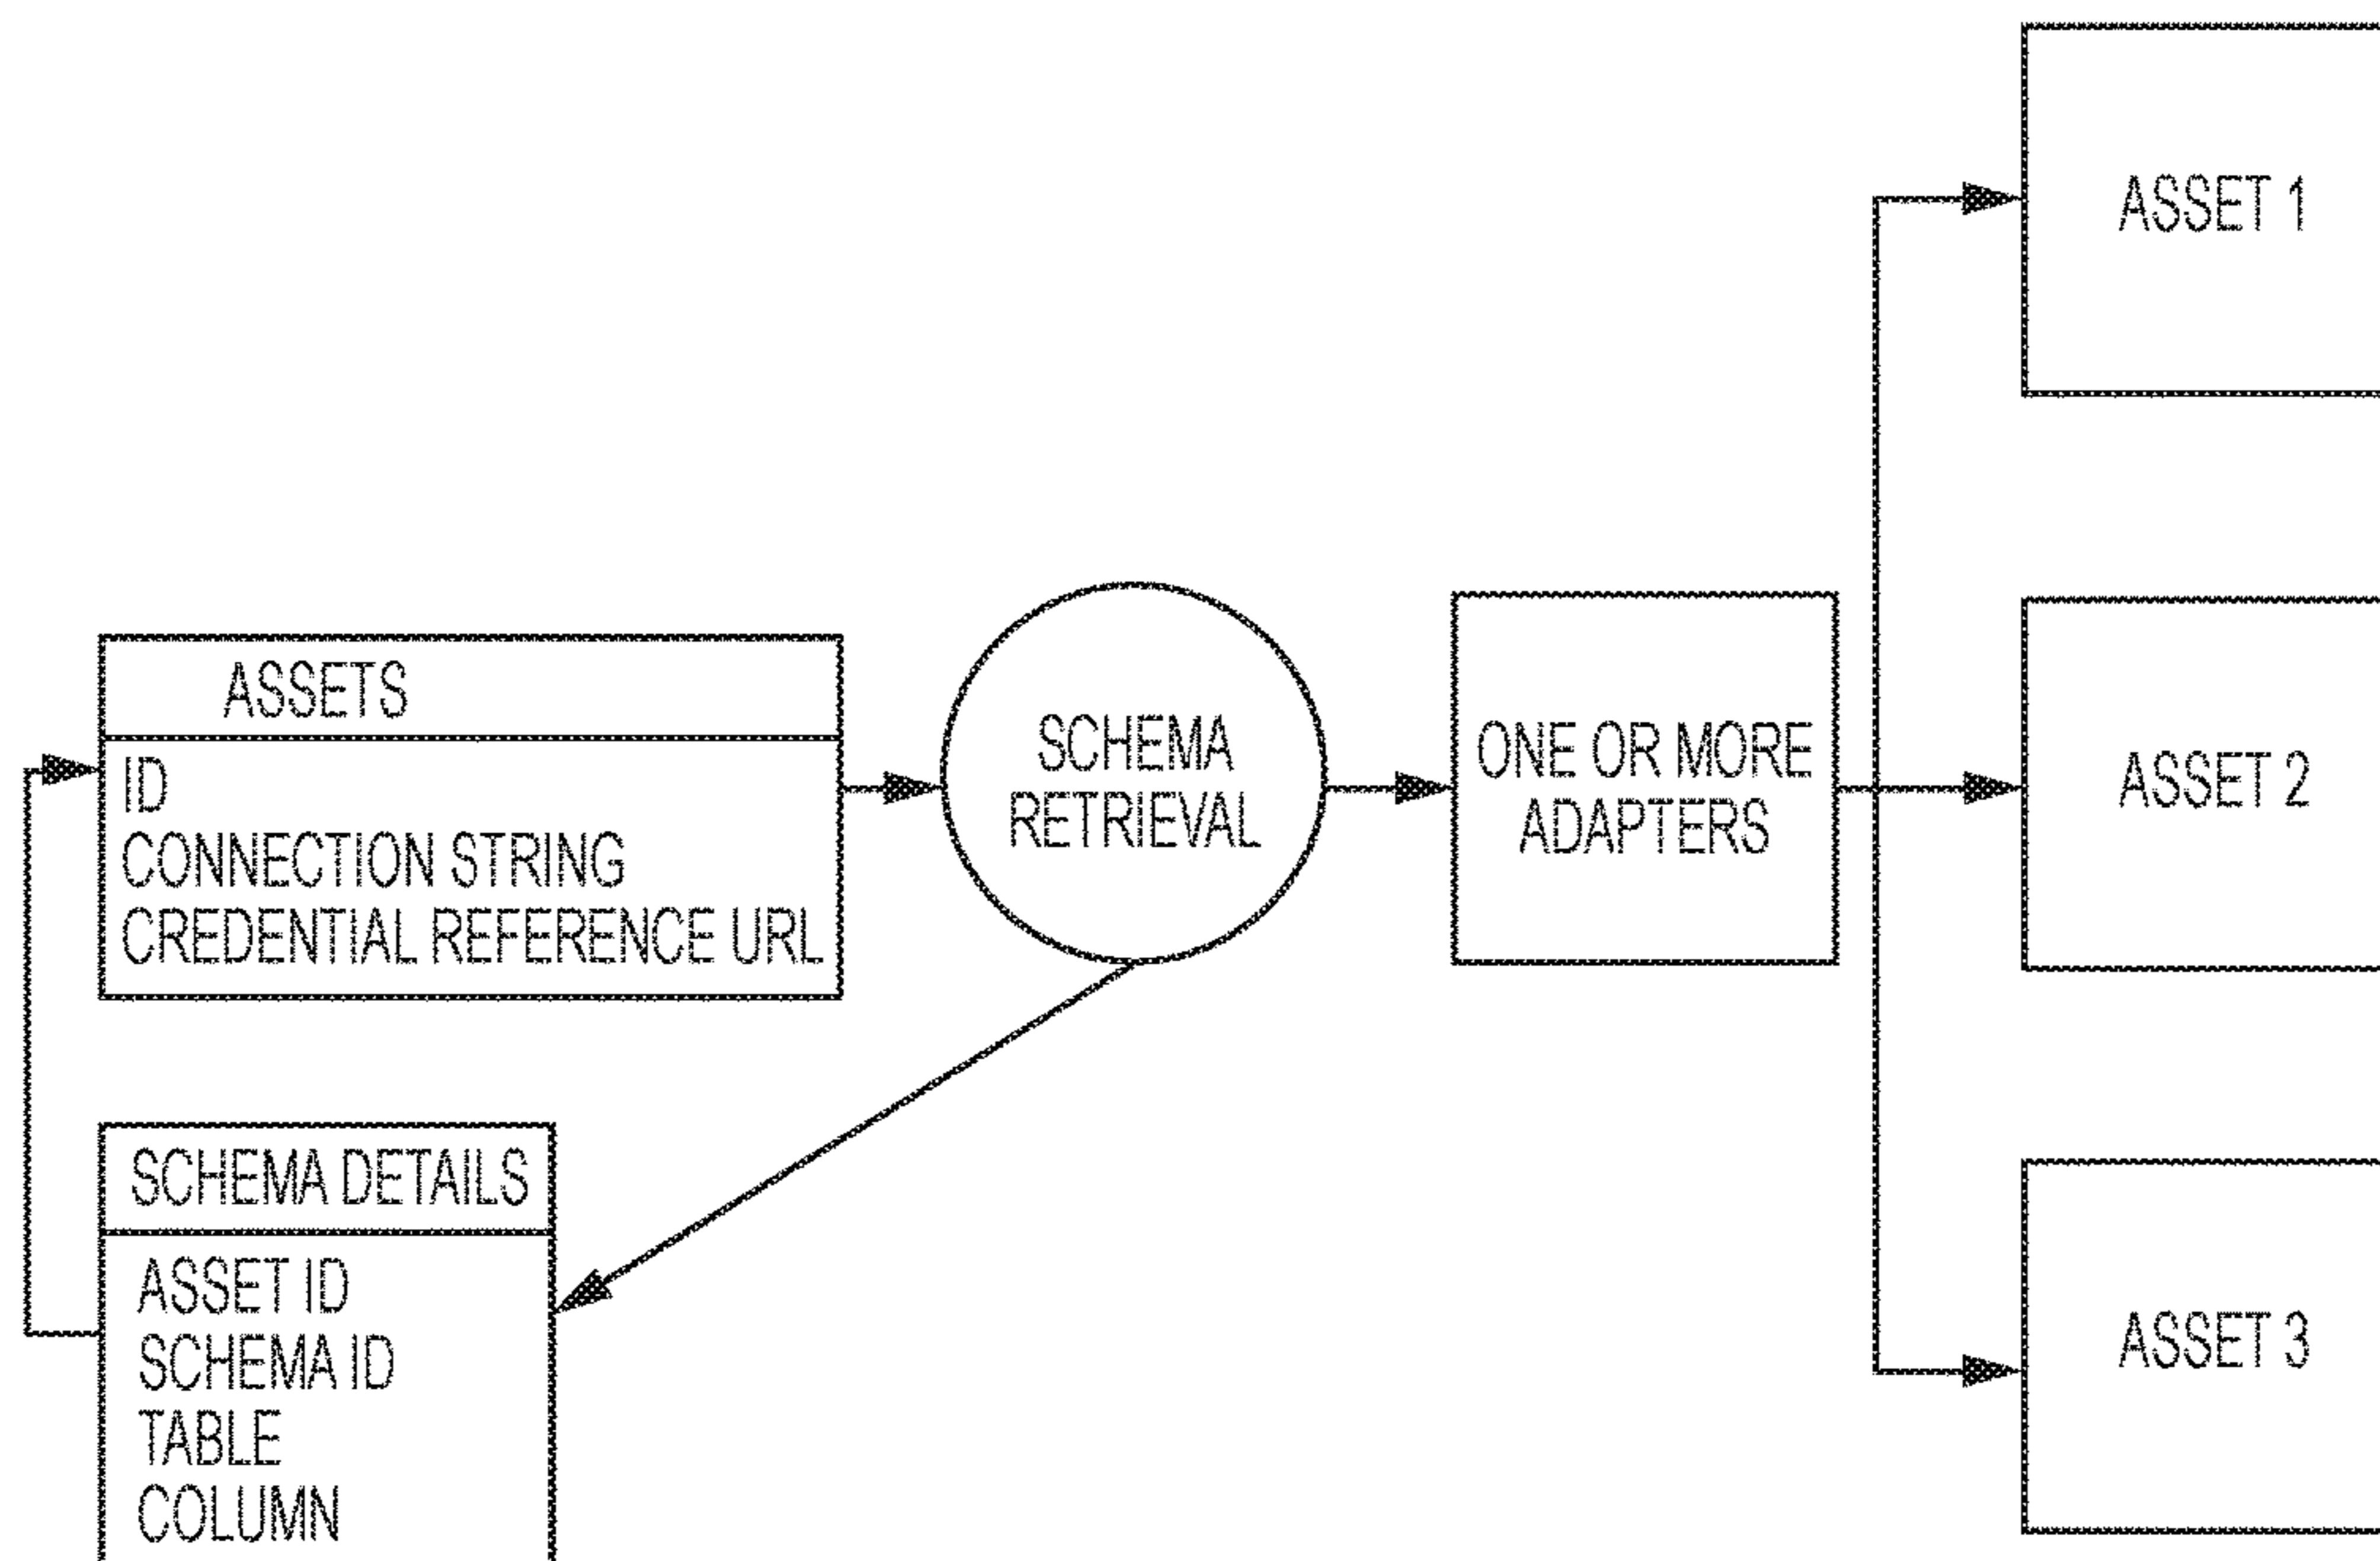 ASSETS
ID
CONNECTION STRING
CREDENTIAL REFERENCE URL
SCHEMA DETAILS
ASSET ID
SCHEMA ID
TABLE
COLUMN
SCHEMA
RETRIEVAL
ONE OR MORE
ADAPTERS
ASSET 1
ASSET 2
ASSET 3